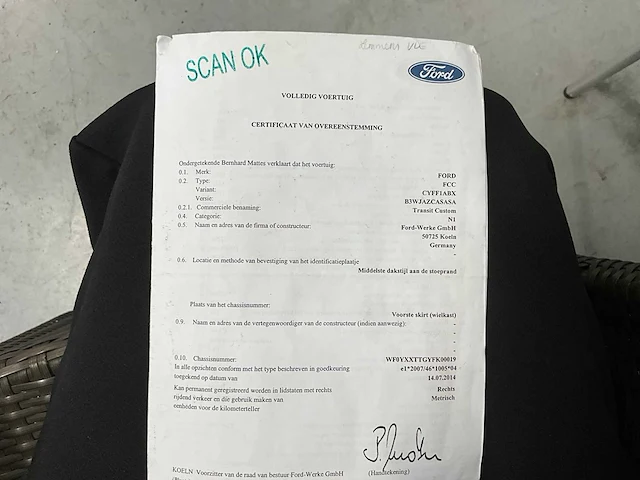 SCAN OK
Ford
VOLLEDIG VOERTUIG
CERTIFICAAT VAN OVEREENSTEMMING
Ondergetekende Bernhard Mattes verklaart dat het voertuig:
0.1. Merk: FORD
0.2. Type: FCC
Variant: CYFF1ABX
Versie: B3WJAZCASASA
0.2.1. Commerciele benaming: Transit Custom
0.4. Categorie: N1
0.5. Naam en adres van de firma of constructeur: Ford-Werke GmbH
50725 Koeln
Germany
-
0.6. Locatie en methode van bevestiging van het identificatieplaatje
Middelste dakstijl aan de stoeprand
Plaats van het chassisnummer:
Voorste skirt (wielkast)
0.9. Naam en adres van de vertegenwoordiger van de constructeur (indien aanwezig): -
-
-
-
0.10. Chassisnummer: WF0YXXTTGYFK00019
In alle opzichten conform met het type beschreven in goedkeuring e1*2007/46*1005*04
toegekend op datum van 14.07.2014
Kan permanent geregistreerd worden in lidstaten met rechts Rechts
rijdend verkeer en die gebruik maken van Metrisch
eenheden voor de kilometerteller
(Handtekening)
KOELN Voorzitter van de raad van bestuur Ford-Werke GmbH